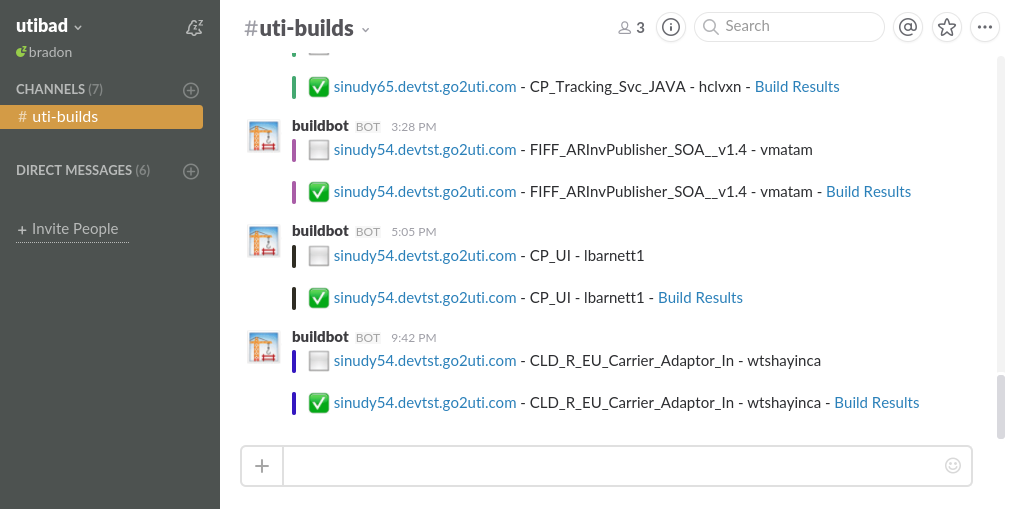 utibad
bradon
CHANNELS (7)
# uti-builds
DIRECT MESSAGES (6)
+ Invite People
#uti-builds
3
Search
sinudy65.devtst.go2uti.com - CP_Tracking_Svc_JAVA - hclvxn - Build Results
buildbot BOT 3:28 PM
sinudy54.devtst.go2uti.com - FIFF_ARInvPublisher_SOA__v1.4 - vmatam
sinudy54.devtst.go2uti.com - FIFF_ARInvPublisher_SOA__v1.4 - vmatam - Build Results
buildbot BOT 5:05 PM
sinudy54.devtst.go2uti.com - CP_UI - lbarnett1
sinudy54.devtst.go2uti.com - CP_UI - lbarnett1 - Build Results
buildbot BOT 9:42 PM
sinudy54.devtst.go2uti.com - CLD_R_EU_Carrier_Adaptor_In - wtshayinca
sinudy54.devtst.go2uti.com - CLD_R_EU_Carrier_Adaptor_In - wtshayinca - Build Results